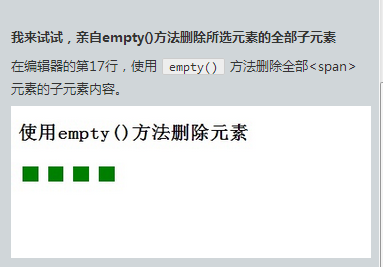 我来试试，亲自empty()方法删除所选元素的全部子元素
在编辑器的第17行，使用 empty() 方法删除全部<span>
元素的子元素内容。
使用empty()方法删除元素